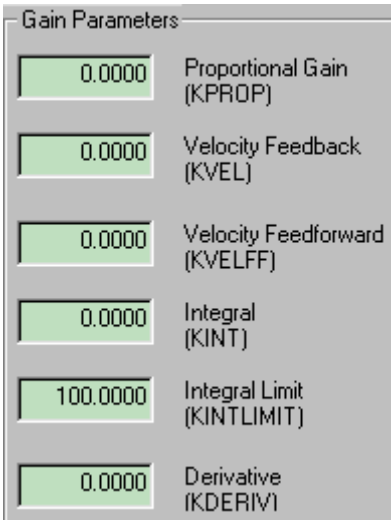 Gain Parameters
0.0000 Proportional Gain
(KPROP)
0.0000 Velocity Feedback
(KVEL)
0.0000 Velocity Feedforward
(KVELFF)
0.0000 Integral
(KINT)
100.0000 Integral Limit
(KINTLIMIT)
0.0000 Derivative
(KDERIV)